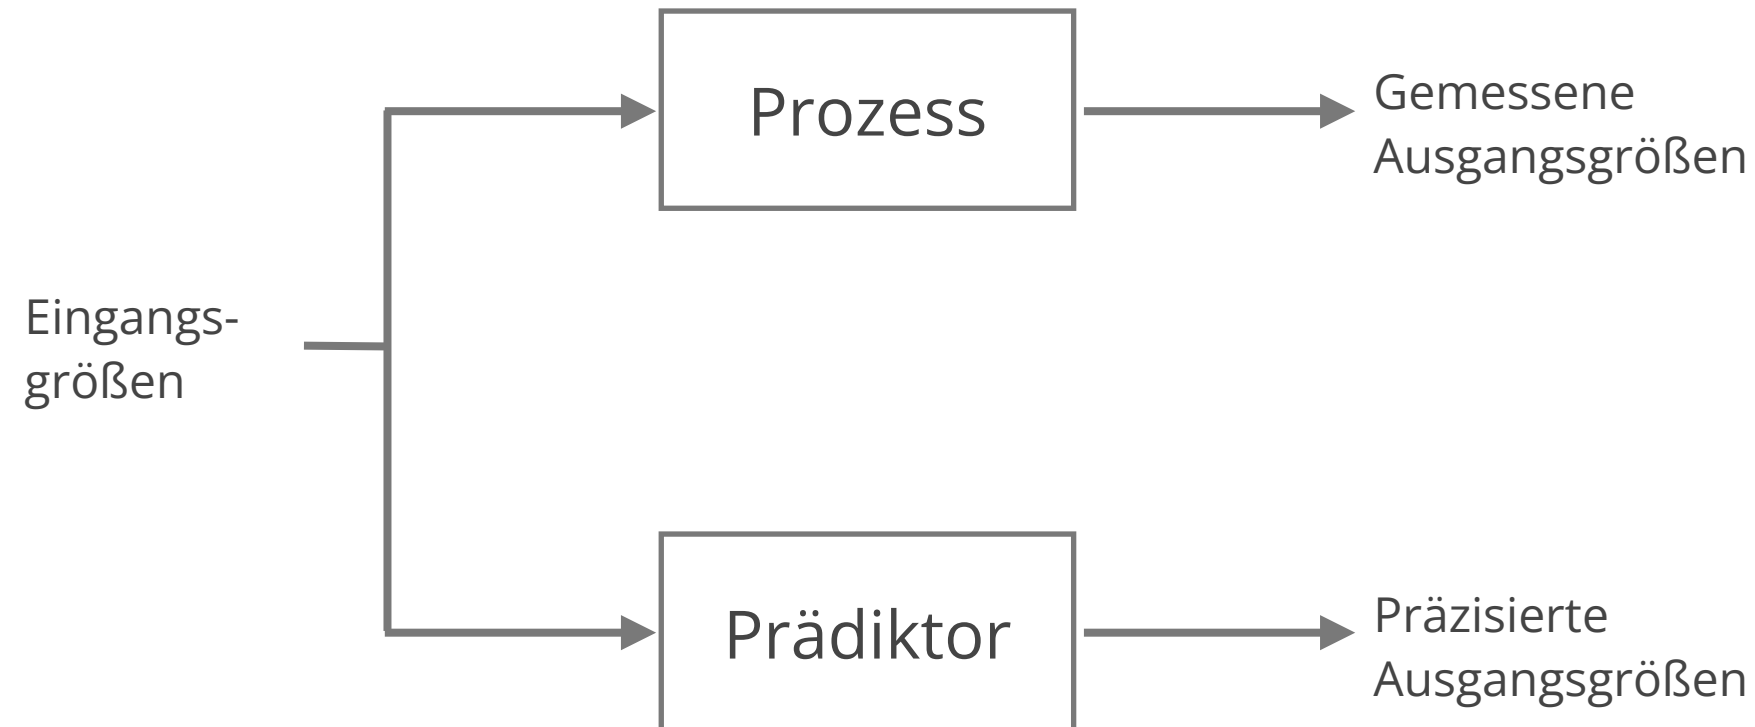 Prozess
Gemessene
Ausgangsgrößen
Eingangs-
größen
Prädiktor
Präzisierte
Ausgangsgrößen